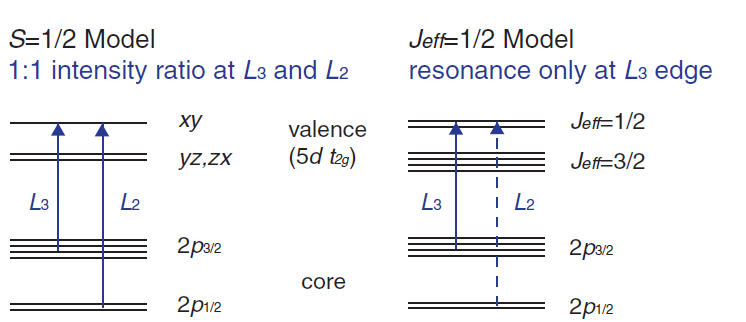 S=1/2 Model
1:1 intensity ratio at L3 and L2
xy
yz,zx
L3
L2
2p3/2
2p1/2
valence
(5d t2g)
core
Jeff=1/2 Model
resonance only at L3 edge
Jeff=1/2
Jeff=3/2
L3
L2
2p3/2
2p1/2